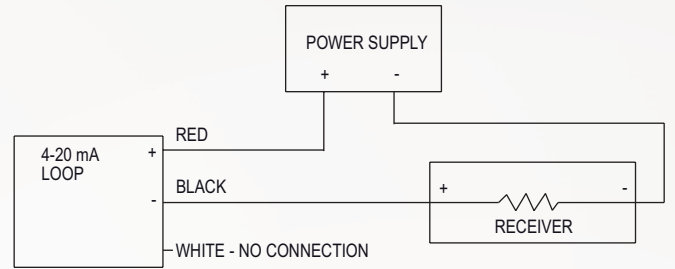 POWER SUPPLY
+ -
RED
4-20 mA +
LOOP
BLACK
-
+ -
RECEIVER
WHITE - NO CONNECTION